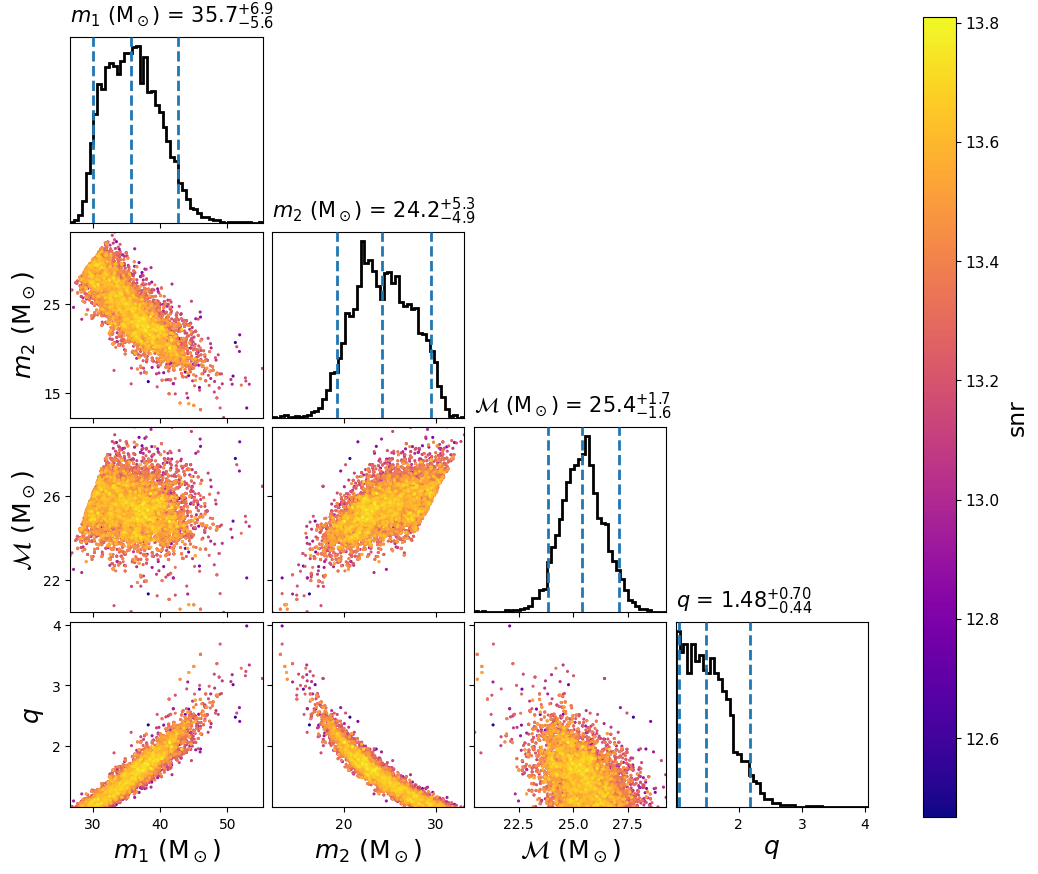 m₁ (M⊙) = 35.7⁺⁶·⁹₋₅.₆
m₂ (M⊙) = 24.2⁺⁵·³₋₄.₉
ℳ (M⊙) = 25.4⁺¹·⁷₋₁.₆
q = 1.48⁺⁰·⁷⁰₋₀.₄₄
m₂ (M⊙)
25
15
ℳ (M⊙)
26
22
q
4
3
2
30 40 50
m₁ (M⊙)
20 30
m₂ (M⊙)
22.5 25.0 27.5
ℳ (M⊙)
2 3 4
q
13.8
13.6
13.4
13.2
13.0
12.8
12.6
snr